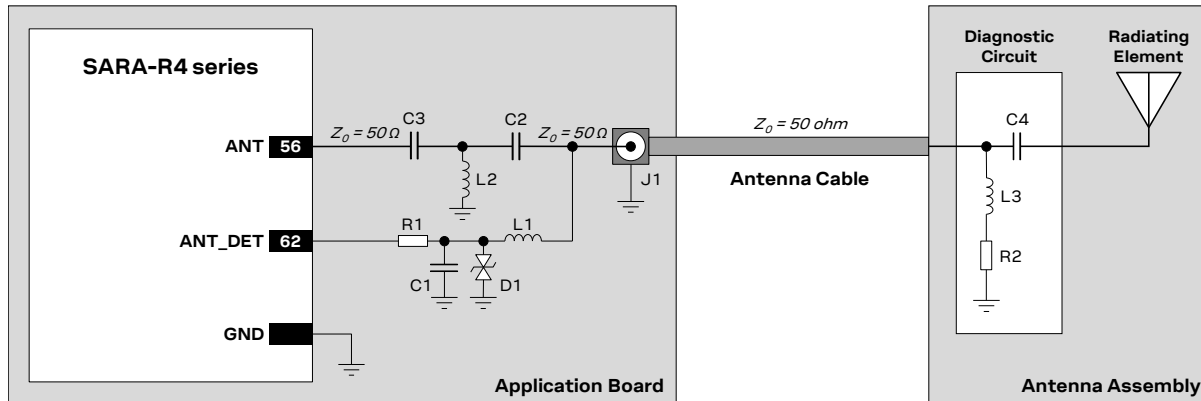 SARA-R4 series
ANT 56
ANT_DET 62
GND
Z0 = 50 Ω
C3
C2
Z0 = 50 Ω
L2
J1
R1
L1
C1
D1
Application Board
Z0 = 50 ohm
Antenna Cable
Diagnostic
Circuit
Radiating
Element
C4
L3
R2
Antenna Assembly